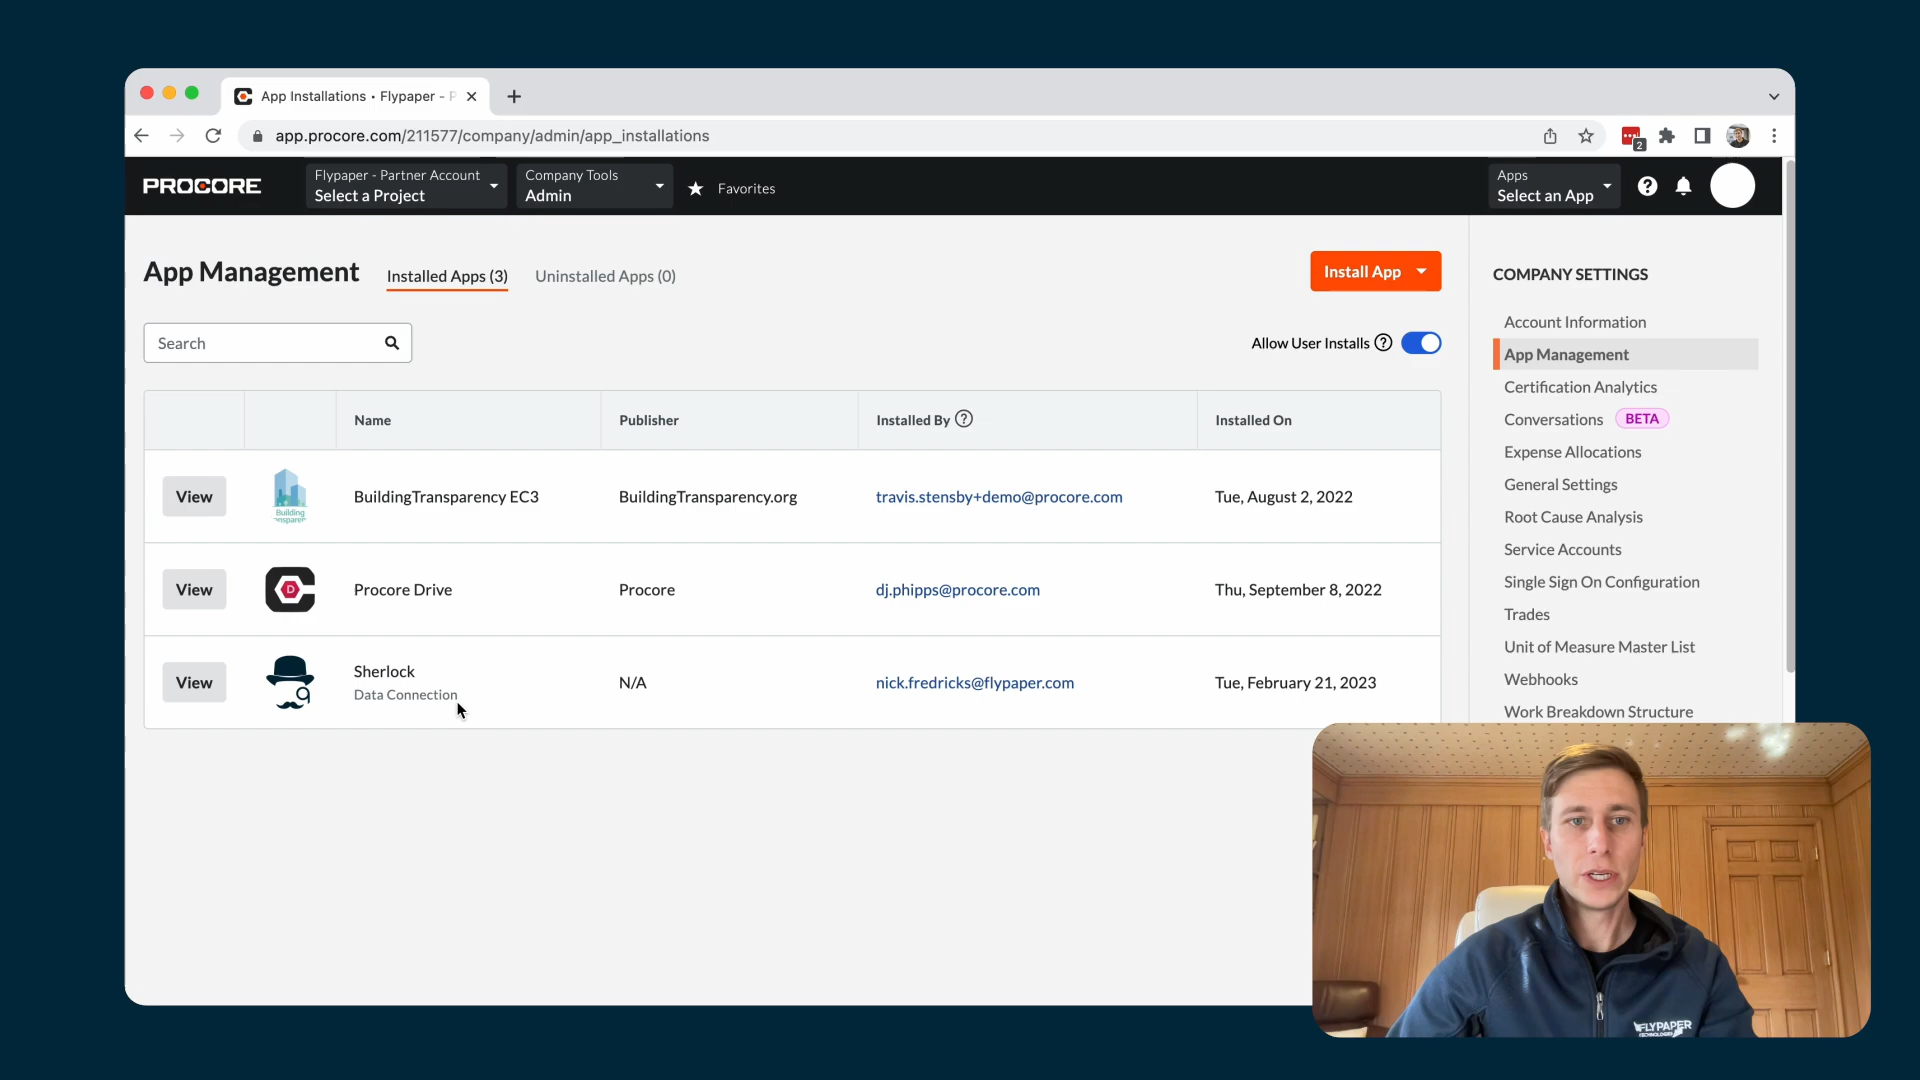 App Installations • Flypaper - P
app.procore.com/211577/company/admin/app_installations
2
PROCORE
Flypaper - Partner Account
Select a Project
Company Tools
Admin
Favorites
Apps
Select an App
App Management
Installed Apps (3)
Uninstalled Apps (0)
Install App
Search
Allow User Installs
Name
Publisher
Installed By
Installed On
View
Building
BuildingTransparency EC3
BuildingTransparency.org
travis.stensby+demo@procore.com
Tue, August 2, 2022
View
D
Procore Drive
Procore
dj.phipps@procore.com
Thu, September 8, 2022
View
Sherlock
Data Connection
N/A
nick.fredricks@flypaper.com
Tue, February 21, 2023
COMPANY SETTINGS
Account Information
App Management
Certification Analytics
Conversations BETA
Expense Allocations
General Settings
Root Cause Analysis
Service Accounts
Single Sign On Configuration
Trades
Unit of Measure Master List
Webhooks
Work Breakdown Structure
FLYPAPER
TECHNOLOGIES